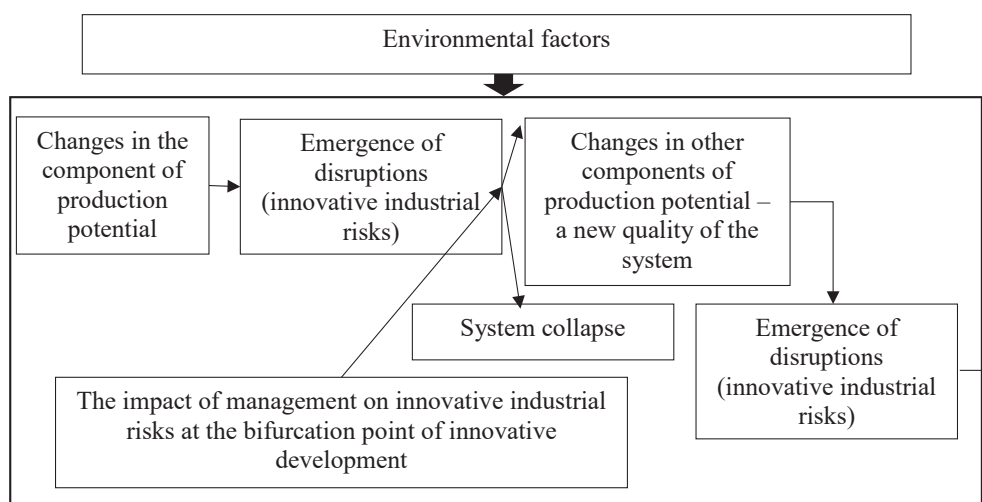 Environmental factors
Changes in the
component of
production
potential
Emergence of
disruptions
(innovative industrial
risks)
Changes in other
components of
production potential –
a new quality of the
system
System collapse
Emergence of
disruptions
(innovative industrial
risks)
The impact of management on innovative industrial
risks at the bifurcation point of innovative
development